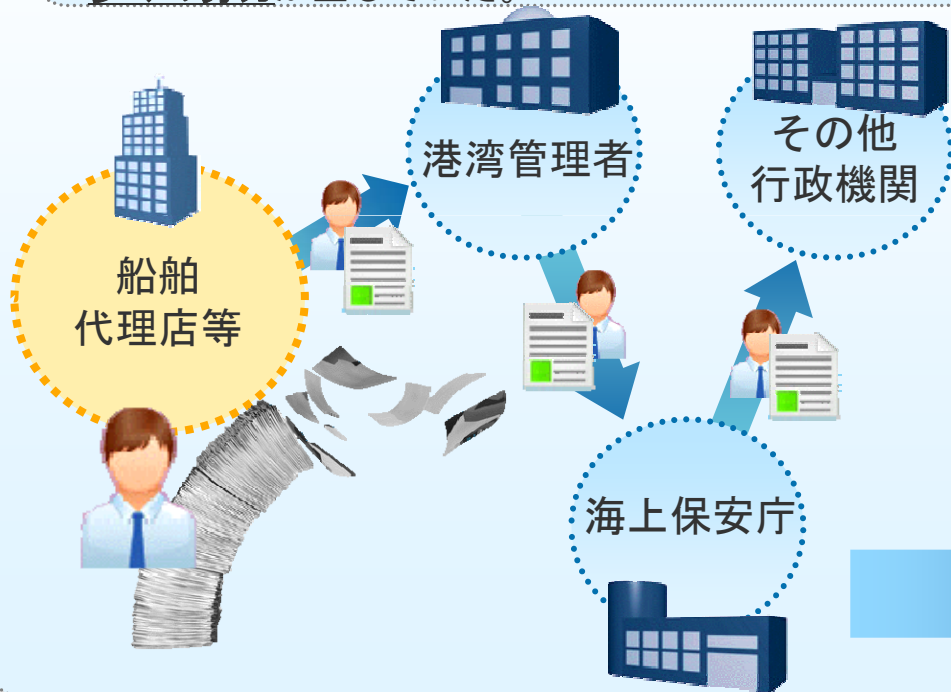 港湾管理者
その他
行政機関
船舶
代理店等
海上保安庁